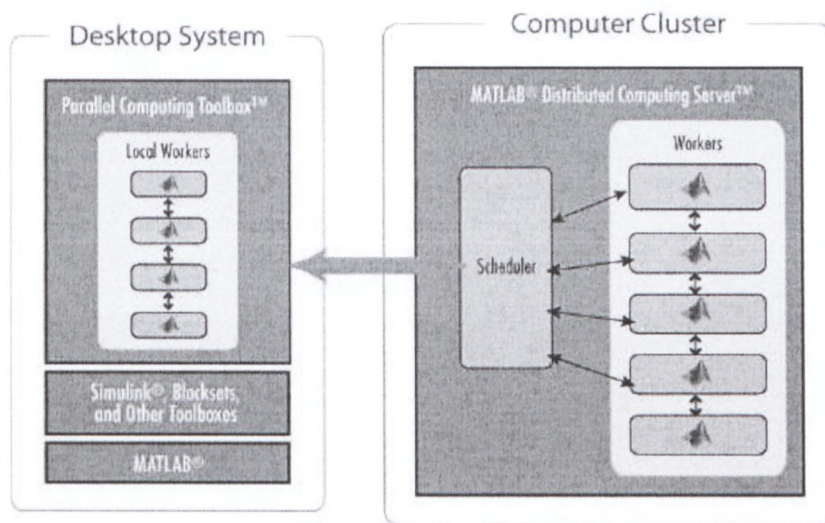 Desktop System
Parallel Computing Toolbox™
Local Workers
Simulink®, Blocksets,
and Other Toolboxes
MATLAB®
Computer Cluster
MATLAB® Distributed Computing Server™
Scheduler
Workers